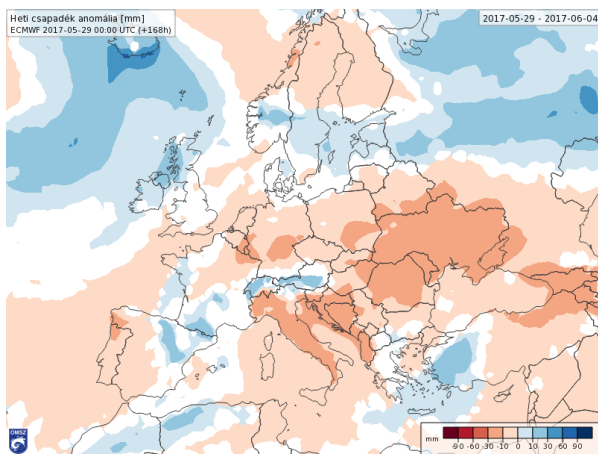 Heti csapadék anomália [mm]
ECMWF 2017-05-29 00:00 UTC (+168h)
2017-05-29 - 2017-06-04
mm
-90 -60 -30 -10 0 10 30 60 90
OMSZ